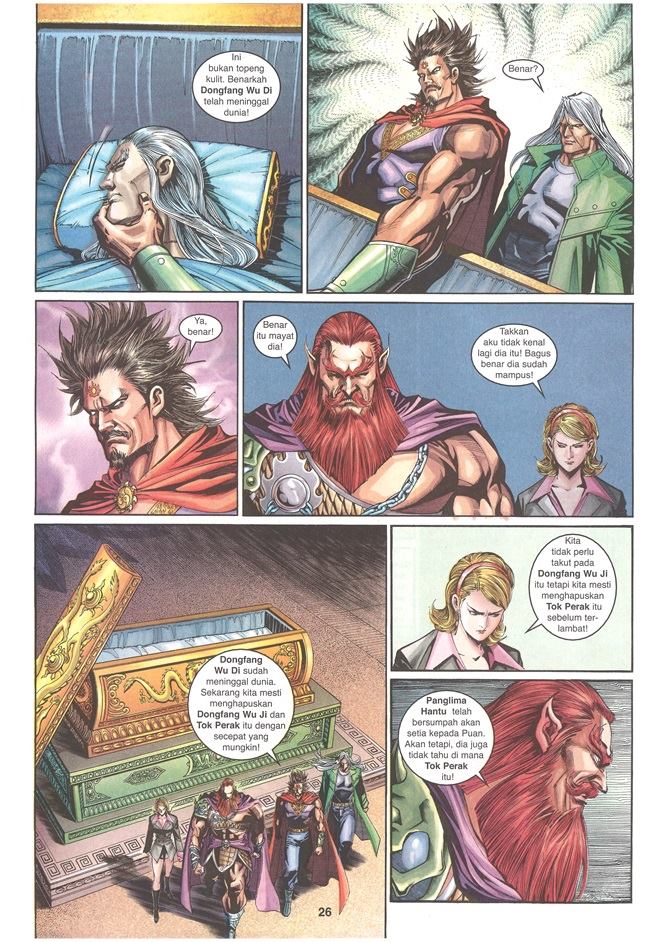 Ini
bukan topeng
kulit. Benarkah
Dongfang Wu Di
telah meninggal
dunia!
Benar?
Ya,
benar!
Benar
itu mayat
dia!
Takkan
aku tidak kenal
lagi dia itu! Bagus
benar dia sudah
mampus!
Dongfang
Wu Di sudah
meninggal dunia.
Sekarang kita mesti
menghapuskan
Dongfang Wu Ji dan
Tok Perak itu dengan
secepat yang
mungkin!
Kita
tidak perlu
takut pada
Dongfang Wu Ji
itu tetapi kita mesti
menghapuskan
Tok Perak itu
sebelum ter-
lambat!
Panglima
Hantu telah
bersumpah akan
setia kepada Puan.
Akan tetapi, dia juga
tidak tahu di mana
Tok Perak
itu!
26